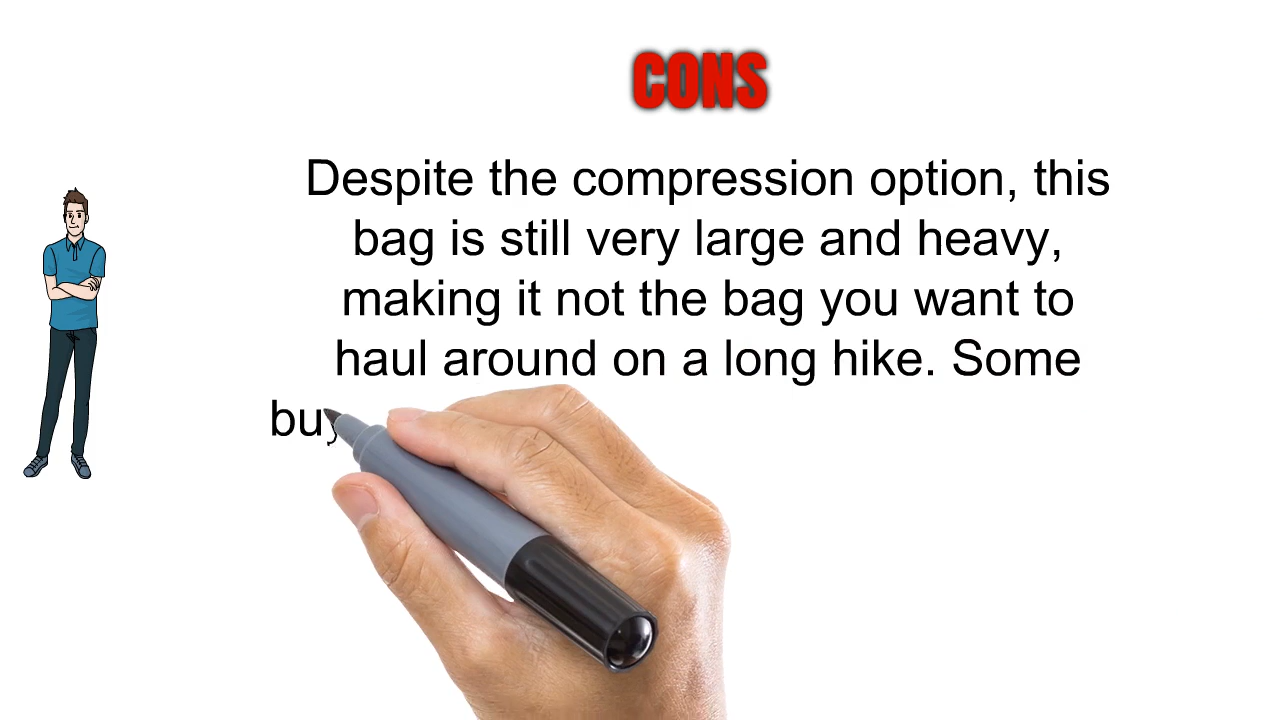 CONS
Despite the compression option, this
bag is still very large and heavy,
making it not the bag you want to
haul around on a long hike. Some